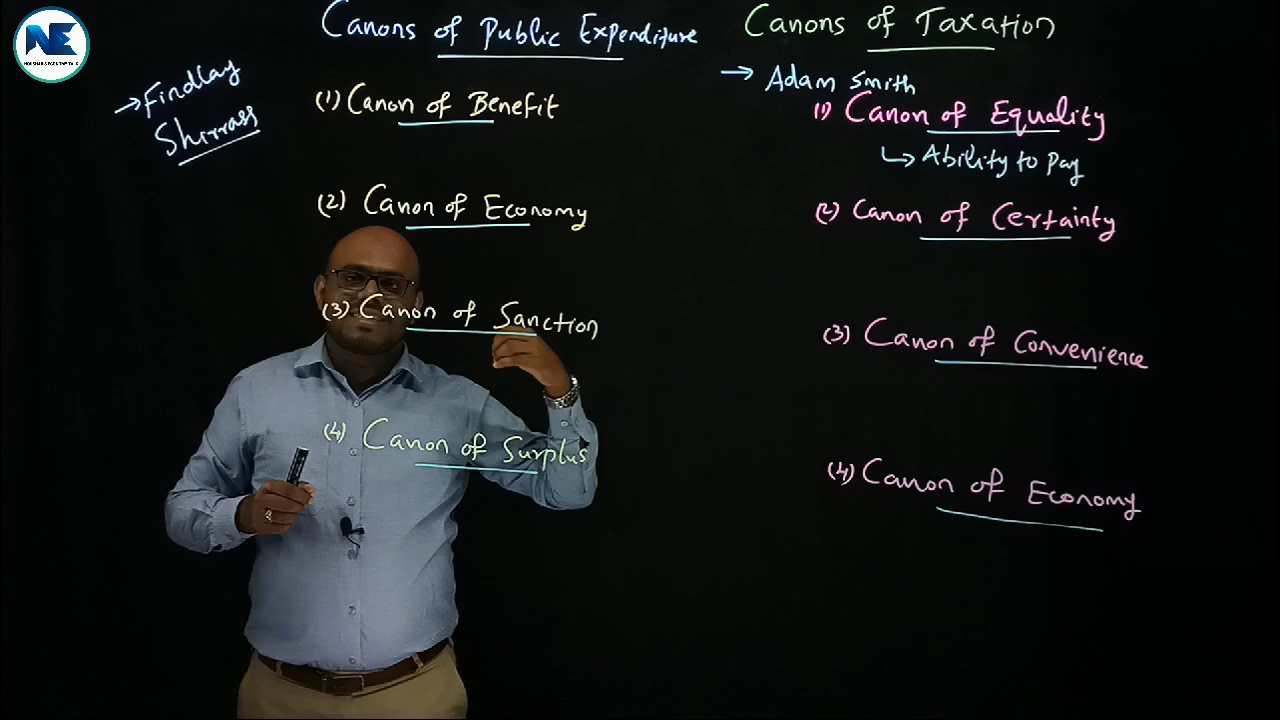 NE
Canons of Public Expenditure
→ Findlay
Shirrass
(1) Canon of Benefit
(2) Canon of Economy
(3) Canon of Sanction
(4) Canon of Surplus
Canons of Taxation
→ Adam Smith
(1) Canon of Equality
↳ Ability to Pay
(2) Canon of Certainty
(3) Canon of Convenience
(4) Canon of Economy